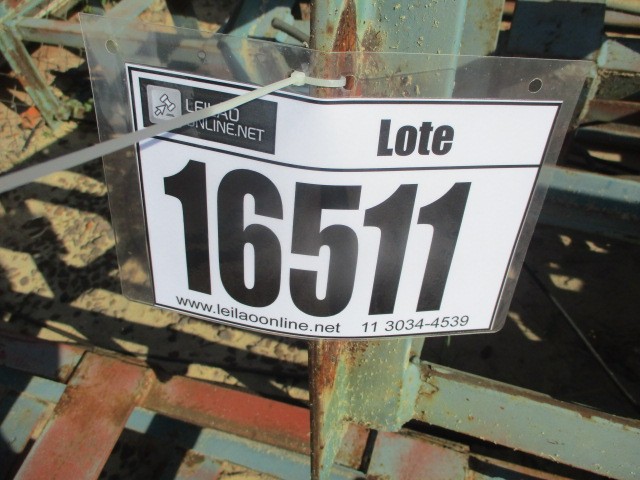 LEILAO
ONLINE.NET
Lote
16511
www.leilaoonline.net 11 3034-4539